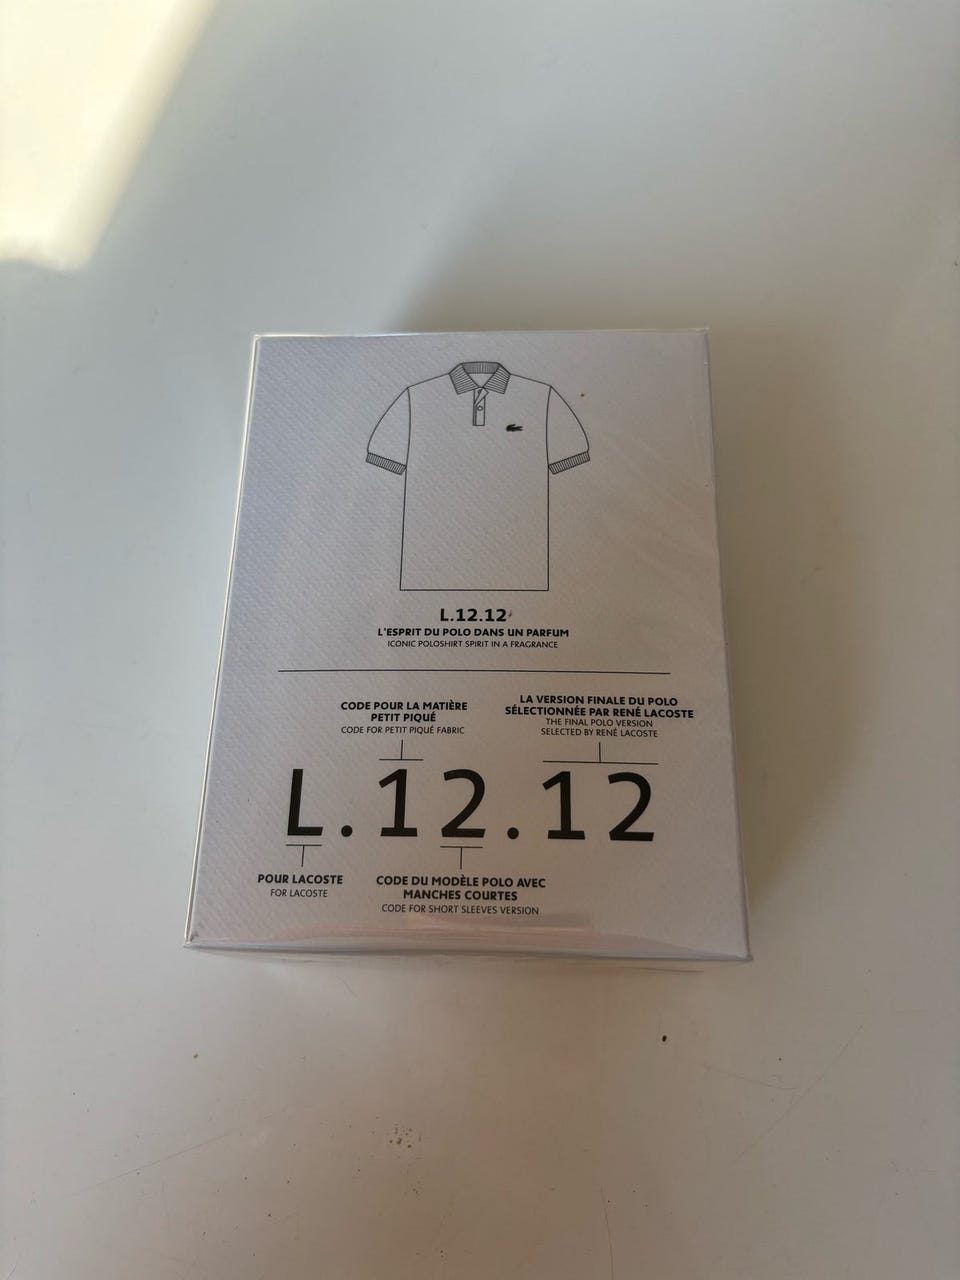 L.12.12
L'ESPRIT DU POLO DANS UN PARFUM
ICONIC POLOSHIRT SPIRIT IN A FRAGRANCE
CODE POUR LA MATIÈRE
PETIT PIQUÉ
CODE FOR PETIT PIQUÉ FABRIC
LA VERSION FINALE DU POLO
SÉLECTIONNÉE PAR RENÉ LACOSTE
THE FINAL POLO VERSION
SELECTED BY RENÉ LACOSTE
L.12.12
POUR LACOSTE
FOR LACOSTE
CODE DU MODÈLE POLO AVEC
MANCHES COURTES
CODE FOR SHORT SLEEVES VERSION